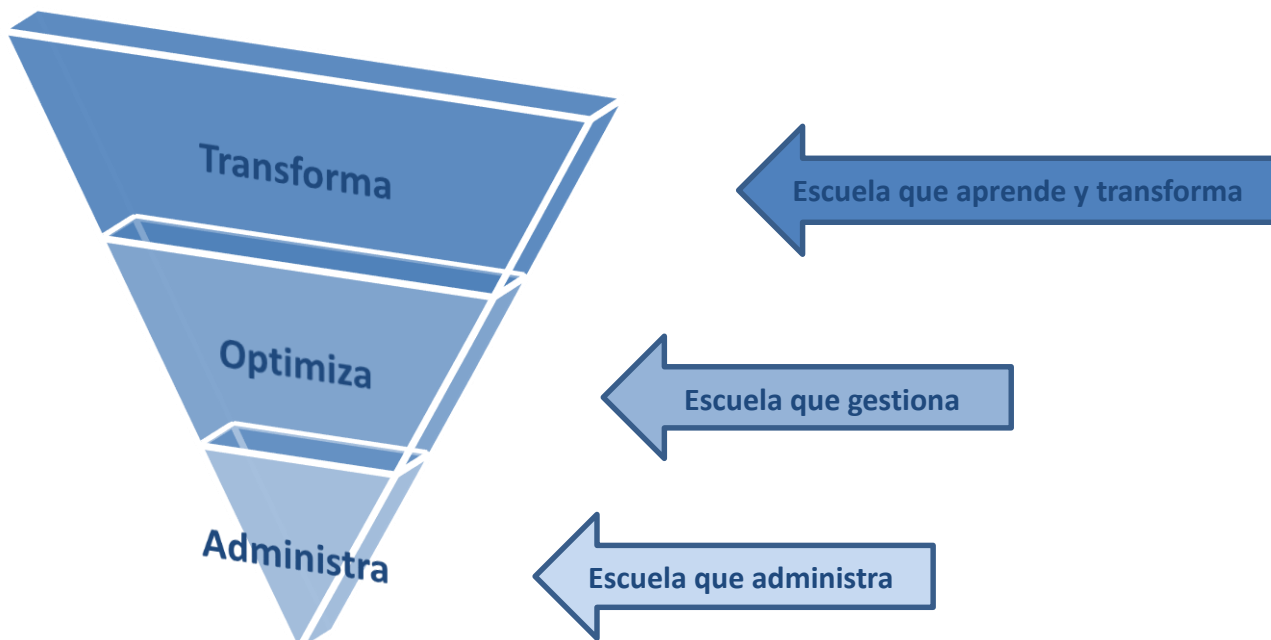 Transforma
Escuela que aprende y transforma
Optimiza
Escuela que gestiona
Administra
Escuela que administra